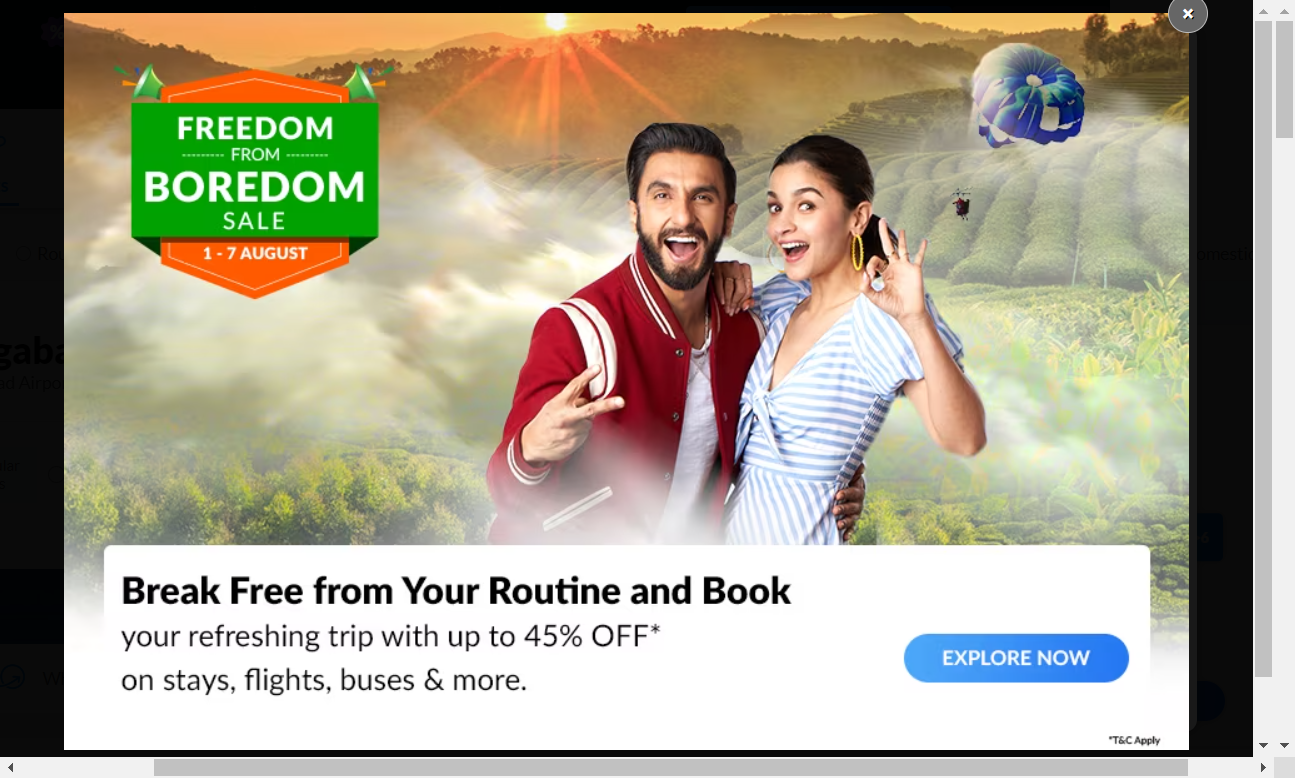 FREEDOM
FROM
BOREDOM
SALE
1 - 7 AUGUST
Break Free from Your Routine and Book
your refreshing trip with up to 45% OFF*
on stays, flights, buses & more.
EXPLORE NOW
*T&C Apply